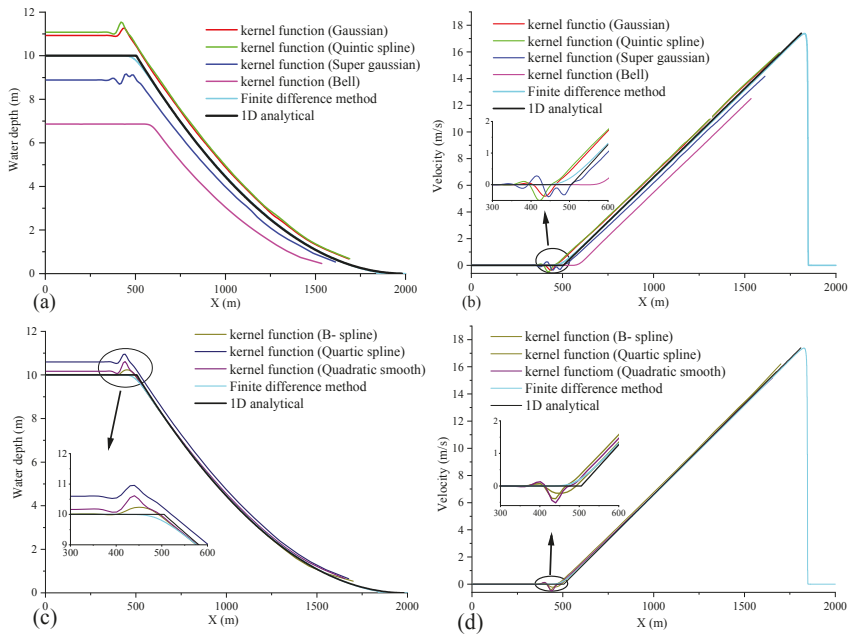 12
11
10
8
6
4
2
0
Water depth (m)
kernel function (Gaussian)
kernel function (Quintic spline)
kernel function (Super gaussian)
kernel function (Bell)
Finite difference method
1D analytical
0 500 1000 1500 2000
X (m)
(a)
18
16
14
12
10
8
6
4
2
0
Velocity (m/s)
kernel functio (Gaussian)
kernel function (Quintic spline)
kernel function (Super gaussian)
kernel function (Bell)
Finite difference method
1D analytical
2
1
0
300 400 500 600
0 500 1000 1500 2000
X (m)
(b)
12
10
8
6
4
2
0
Water depth (m)
kernel function (B- spline)
kernel function (Quartic spline)
kernel function (Quadratic smooth)
Finite difference method
1D analytical
12
11
10
9
300 400 500 600
0 500 1000 1500 2000
X (m)
(c)
18
16
14
12
10
8
6
4
2
0
Velocity (m/s)
kernel function (B- spline)
kernel function (Quartic spline)
kernel functiom (Quadratic smooth)
Finite difference method
1D analytical
2
1
0
300 400 500 600
0 500 1000 1500 2000
X (m)
(d)